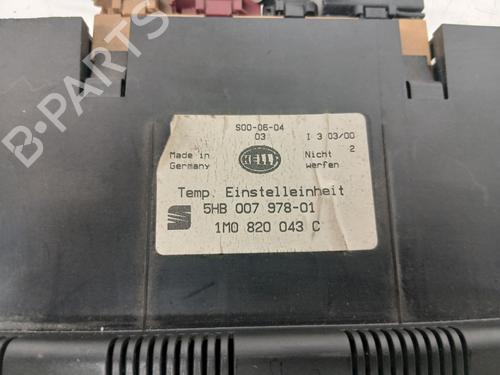 S00-06-04
03
I 3 03/00
2
Made in
Germany
HELLA
Nicht
werfen
Temp. Einstelleinheit
5HB 007 978-01
1M0 820 043 C
B-PARTS